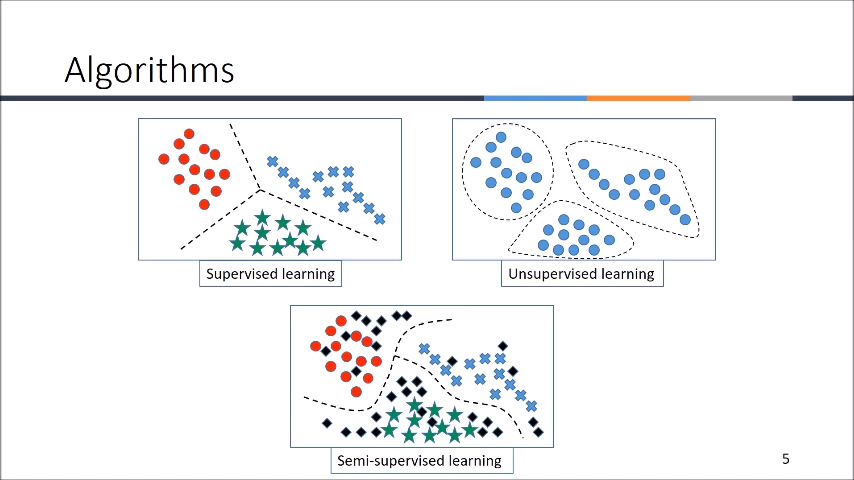 Algorithms
Supervised learning
Unsupervised learning
Semi-supervised learning
5